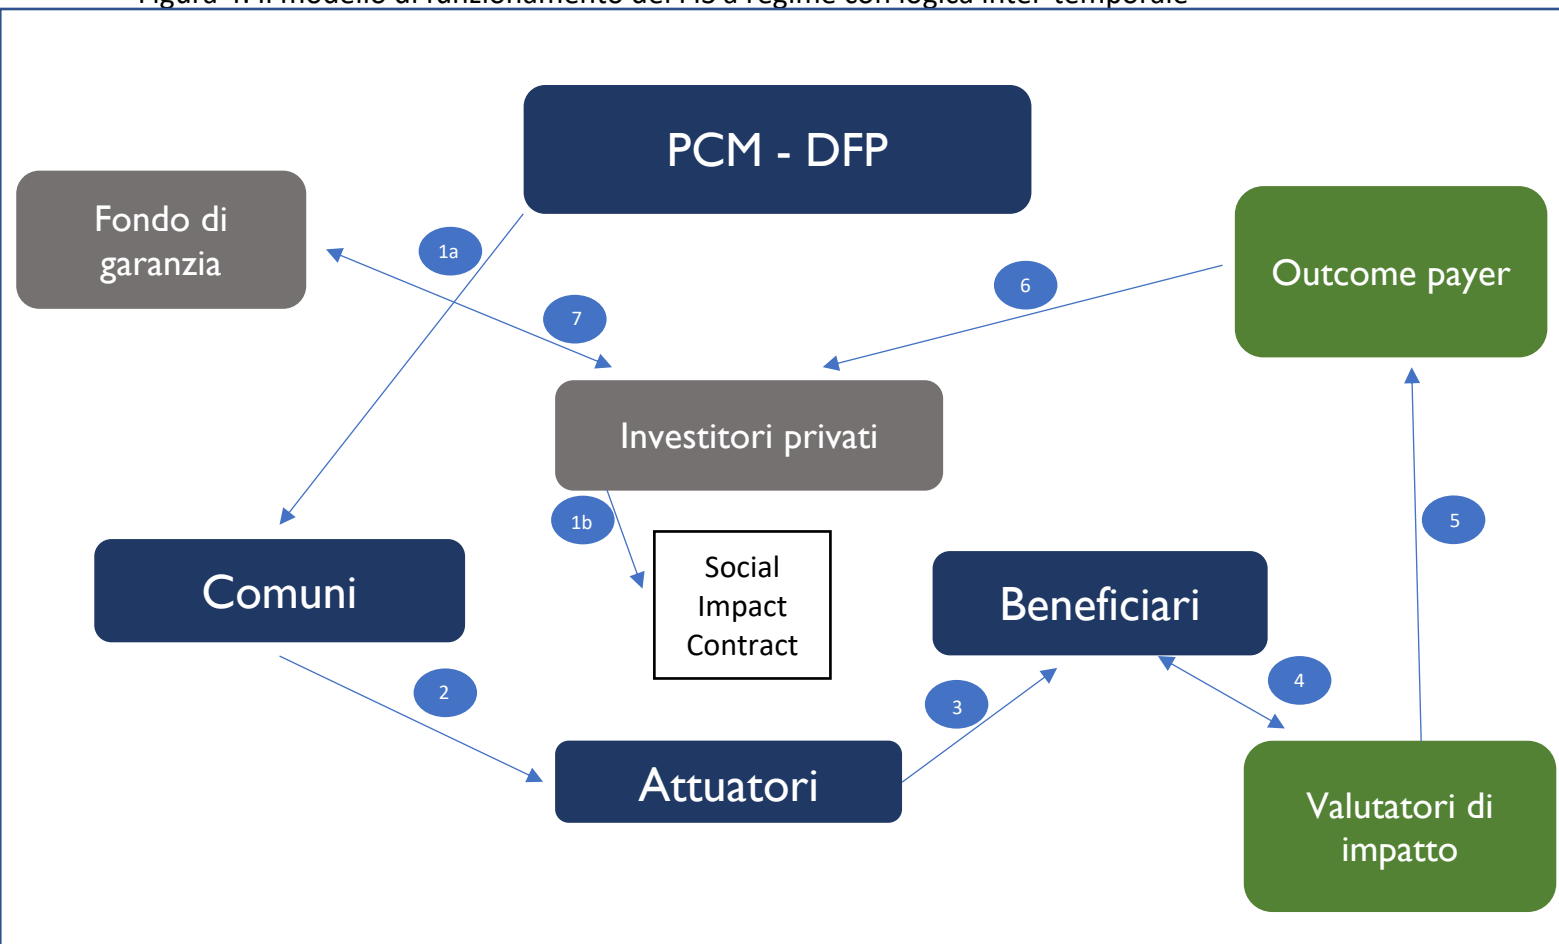 PCM - DFP
Fondo di
garanzia
1a
Outcome payer
6
7
Investitori privati
1b
5
Social
Impact
Contract
Comuni
Beneficiari
2
4
3
Attuatori
Valutatori di
impatto